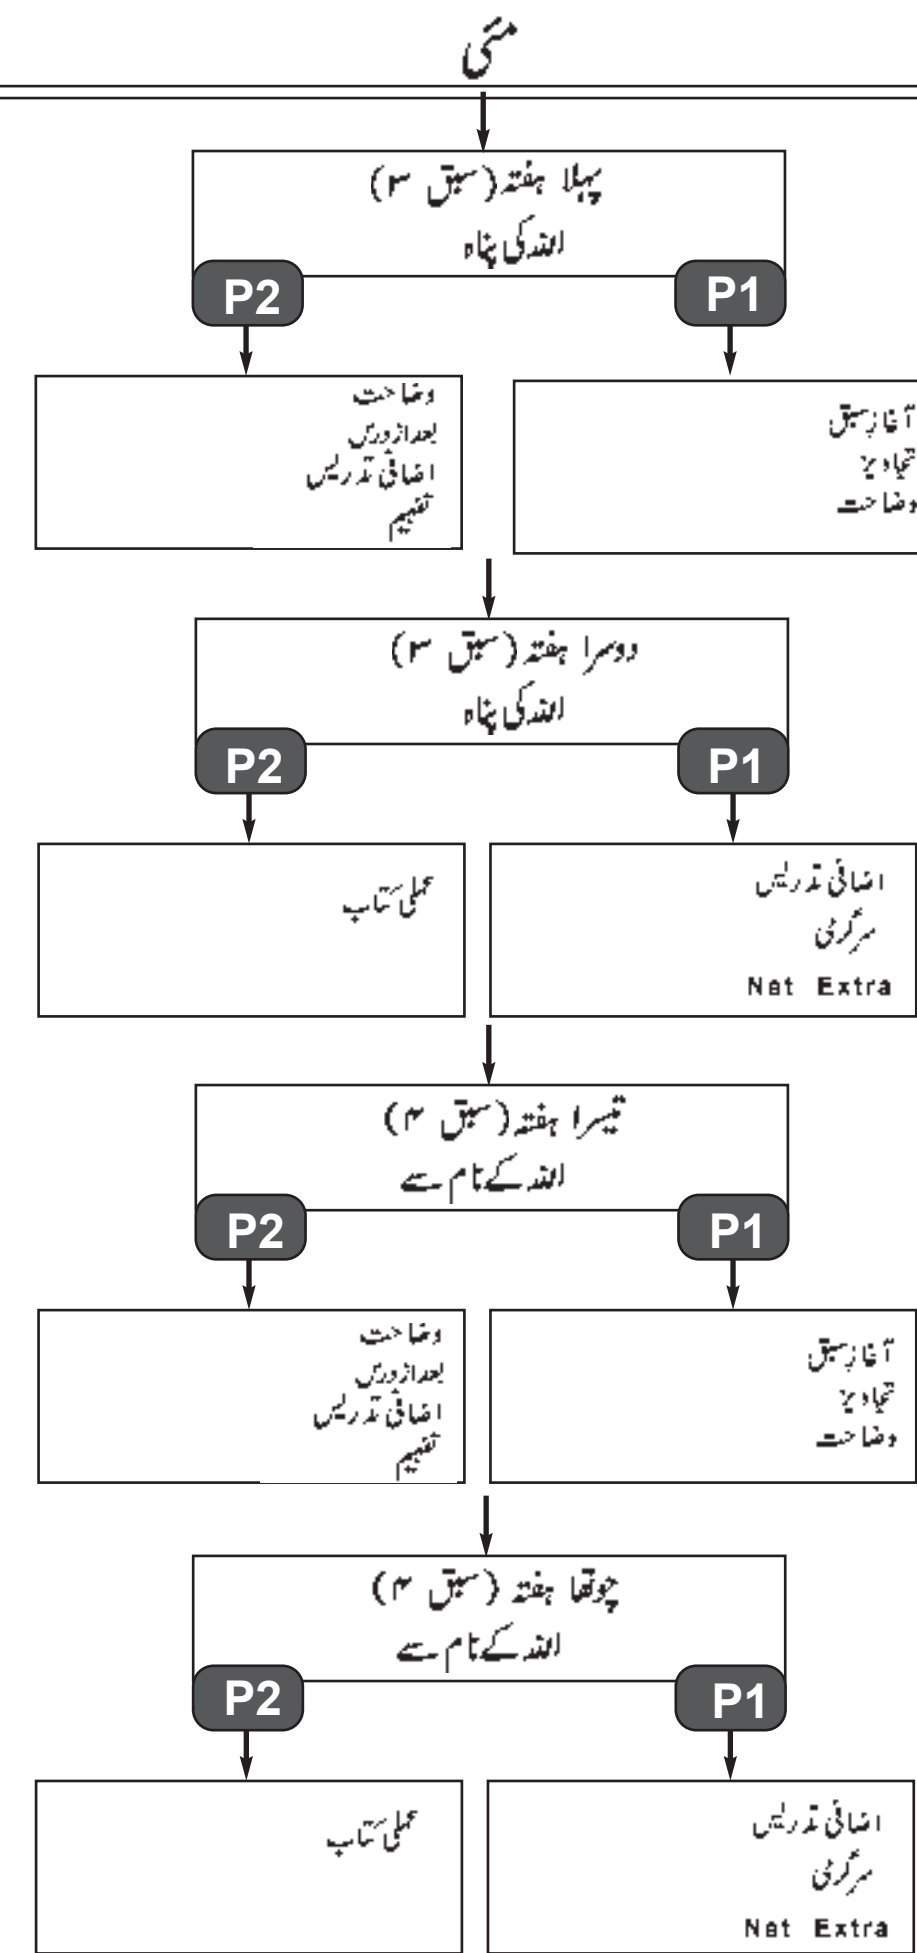 مئی
پہلا ہفتہ (سبق ۳)
اللہ کی پناہ
P1
P2
آغازِ سبق
تجاویز
وضاحت
وضاحت
بعد از درس
اضافی تدریس
تفہیم
دوسرا ہفتہ (سبق ۳)
اللہ کی پناہ
P1
P2
اضافی تدریس
سرگرمی
Net Extra
عملی کتاب
تیسرا ہفتہ (سبق ۴)
اللہ کے نام سے
P1
P2
آغازِ سبق
تجاویز
وضاحت
وضاحت
بعد از درس
اضافی تدریس
تفہیم
چوتھا ہفتہ (سبق ۴)
اللہ کے نام سے
P1
P2
اضافی تدریس
سرگرمی
Net Extra
عملی کتاب